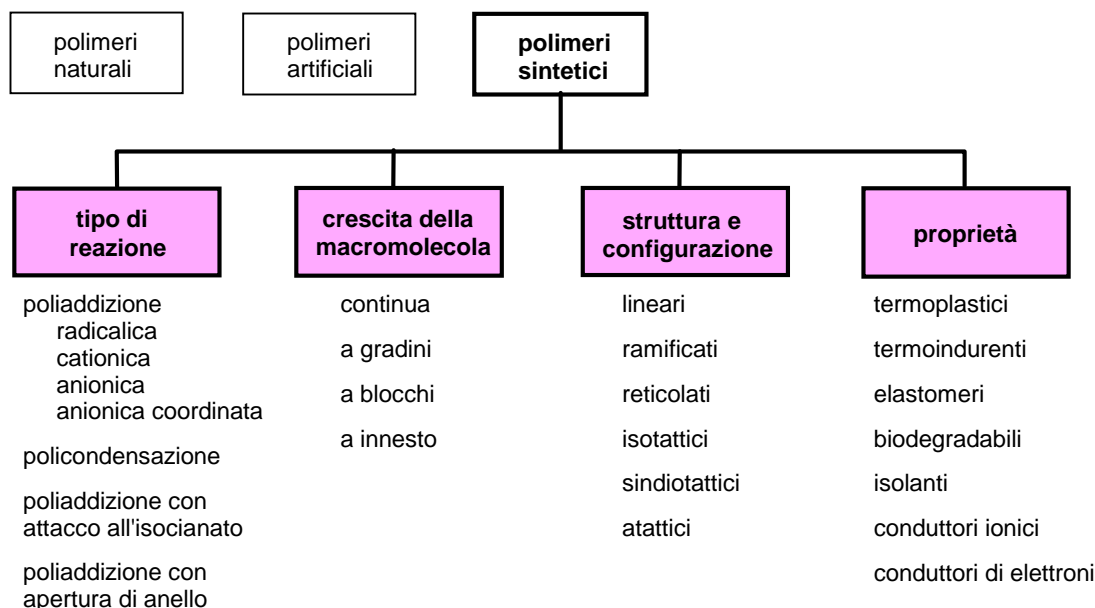 polimeri
naturali
polimeri
artificiali
polimeri
sintetici
tipo di
reazione
crescita della
macromolecola
struttura e
configurazione
proprietà
poliaddizione
radicalica
cationica
anionica
anionica coordinata
policondensazione
poliaddizione con
attacco all'isocianato
poliaddizione con
apertura di anello
continua
a gradini
a blocchi
a innesto
lineari
ramificati
reticolati
isotattici
sindiotattici
atattici
termoplastici
termoindurenti
elastomeri
biodegradabili
isolanti
conduttori ionici
conduttori di elettroni